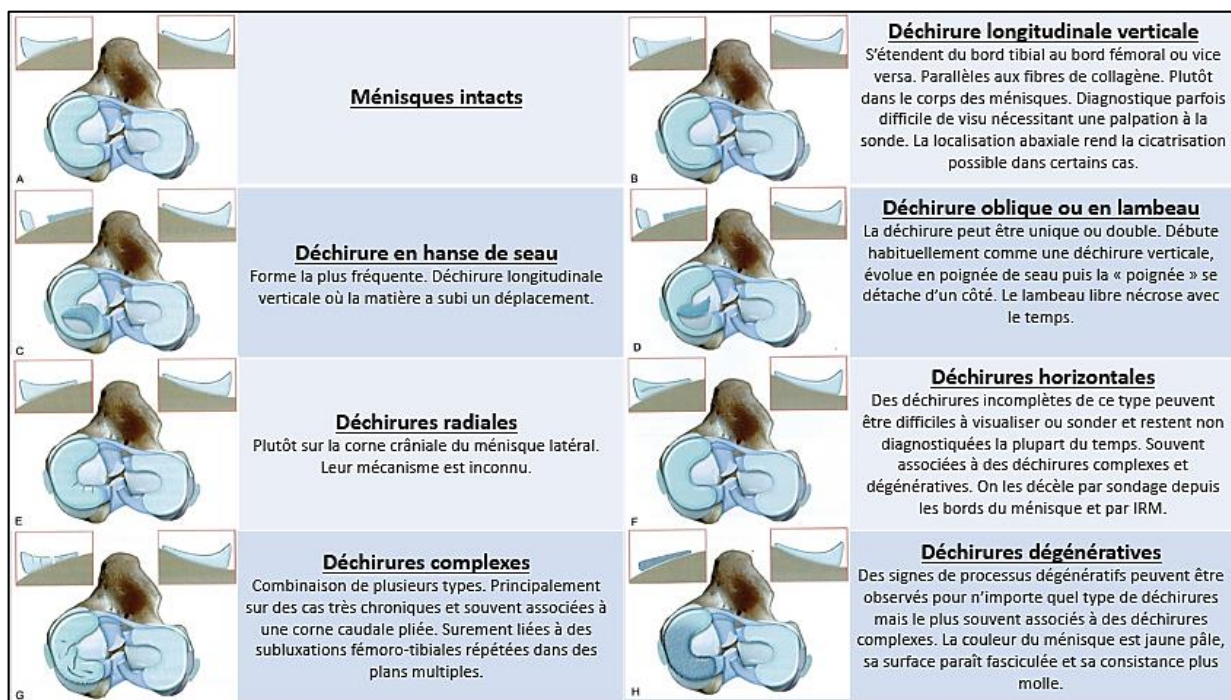 A
Ménisques intacts
B
Déchirure longitudinale verticale
S'étendent du bord tibial au bord fémoral ou vice
versa. Parallèles aux fibres de collagène. Plutôt
dans le corps des ménisques. Diagnostique parfois
difficile de visu nécessitant une palpation à la
sonde. La localisation abaxiale rend la cicatrisation
possible dans certains cas.
C
Déchirure en hanse de seau
Forme la plus fréquente. Déchirure longitudinale
verticale où la matière a subi un déplacement.
D
Déchirure oblique ou en lambeau
La déchirure peut être unique ou double. Débute
habituellement comme une déchirure verticale,
évolue en poignée de seau puis la « poignée » se
détache d'un côté. Le lambeau libre nécrose avec
le temps.
E
Déchirures radiales
Plutôt sur la corne crâniale du ménisque latéral.
Leur mécanisme est inconnu.
F
Déchirures horizontales
Des déchirures incomplètes de ce type peuvent
être difficiles à visualiser ou sonder et restent non
diagnostiquées la plupart du temps. Souvent
associées à des déchirures complexes et
dégénératives. On les décèle par sondage depuis
les bords du ménisque et par IRM.
G
Déchirures complexes
Combinaison de plusieurs types. Principalement
sur des cas très chroniques et souvent associées à
une corne caudale pliée. Surement liées à des
subluxations fémoro-tibiales répétées dans des
plans multiples.
H
Déchirures dégénératives
Des signes de processus dégénératifs peuvent être
observés pour n'importe quel type de déchirures
mais le plus souvent associés à des déchirures
complexes. La couleur du ménisque est jaune pâle,
sa surface paraît fasciculée et sa consistance plus
molle.